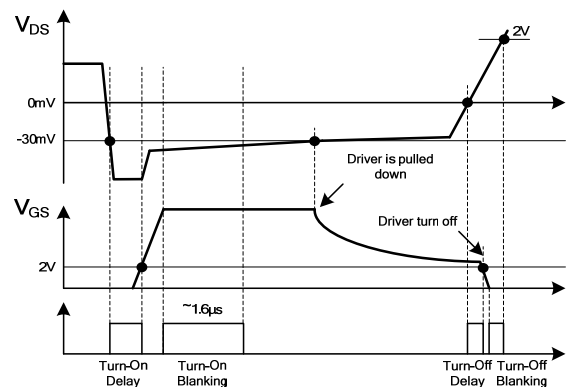 VDS
2V
0mV
-30mV
Driver is pulled
down
VGS
Driver turn off
2V
~1.6µs
Turn-On
Delay
Turn-On
Blanking
Turn-Off
Delay
Turn-Off
Blanking